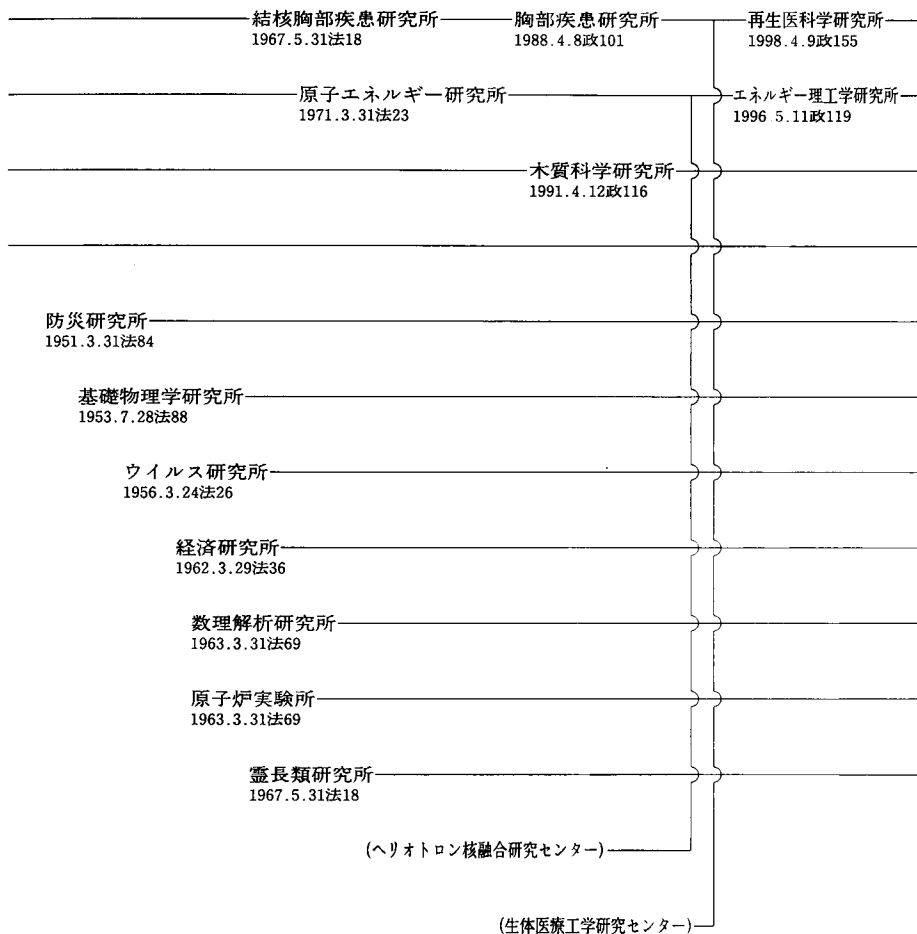 結核胸部疾患研究所 胸部疾患研究所 再生医科学研究所
1967.5.31法18 1988.4.8政101 1998.4.9政155
原子エネルギー研究所 エネルギー理工学研究所
1971.3.31法23 1996.5.11政119
木質科学研究所
1991.4.12政116
防災研究所
1951.3.31法84
基礎物理学研究所
1953.7.28法88
ウイルス研究所
1956.3.24法26
経済研究所
1962.3.29法36
数理解析研究所
1963.3.31法69
原子炉実験所
1963.3.31法69
霊長類研究所
1967.5.31法18
(ヘリオトロン核融合研究センター)
(生体医療工学研究センター)